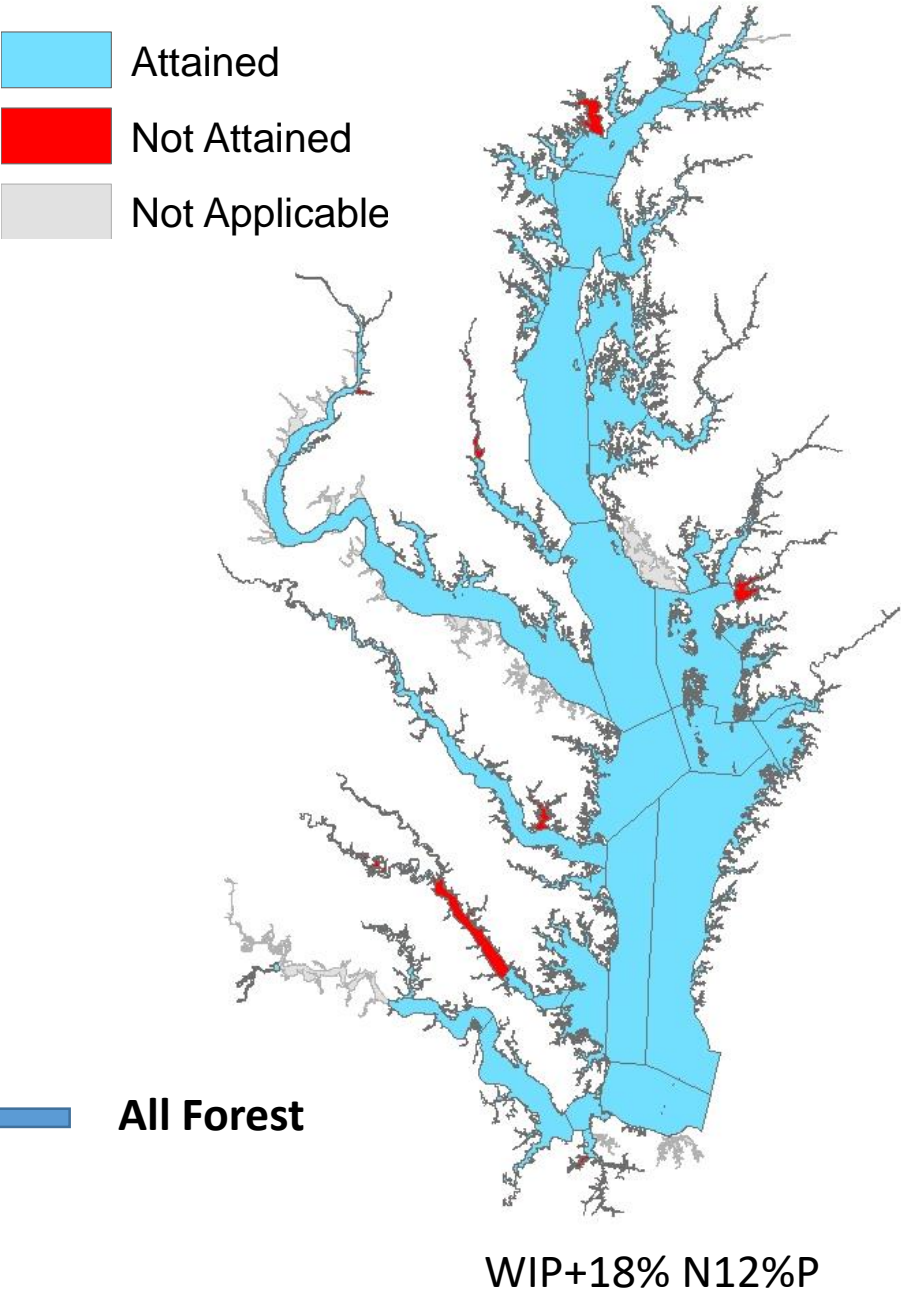 Attained
Not Attained
Not Applicable
All Forest
WIP+18% N12%P